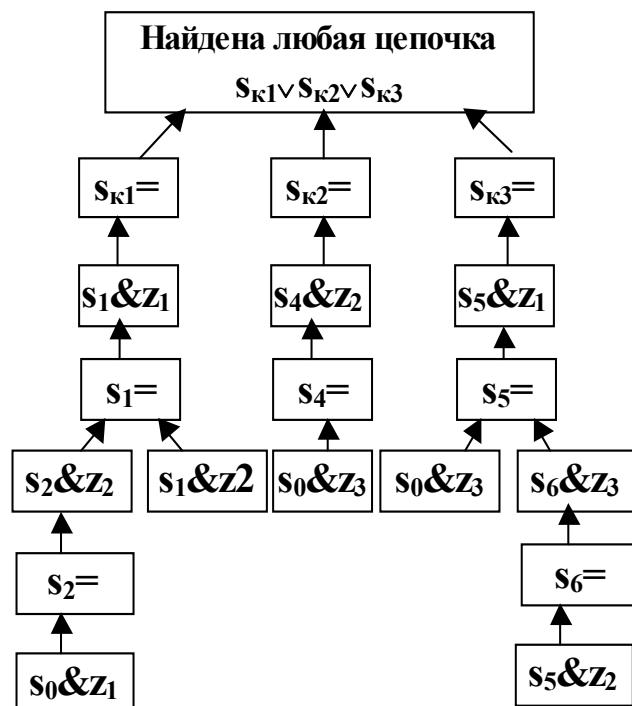 Найдена любая цепочка
sк1∨sк2∨sк3
sк1=
sк2=
sк3=
s1&z1
s4&z2
s5&z1
s1=
s4=
s5=
s2&z2
s1&z2
s0&z3
s0&z3
s6&z3
s2=
s6=
s0&z1
s5&z2